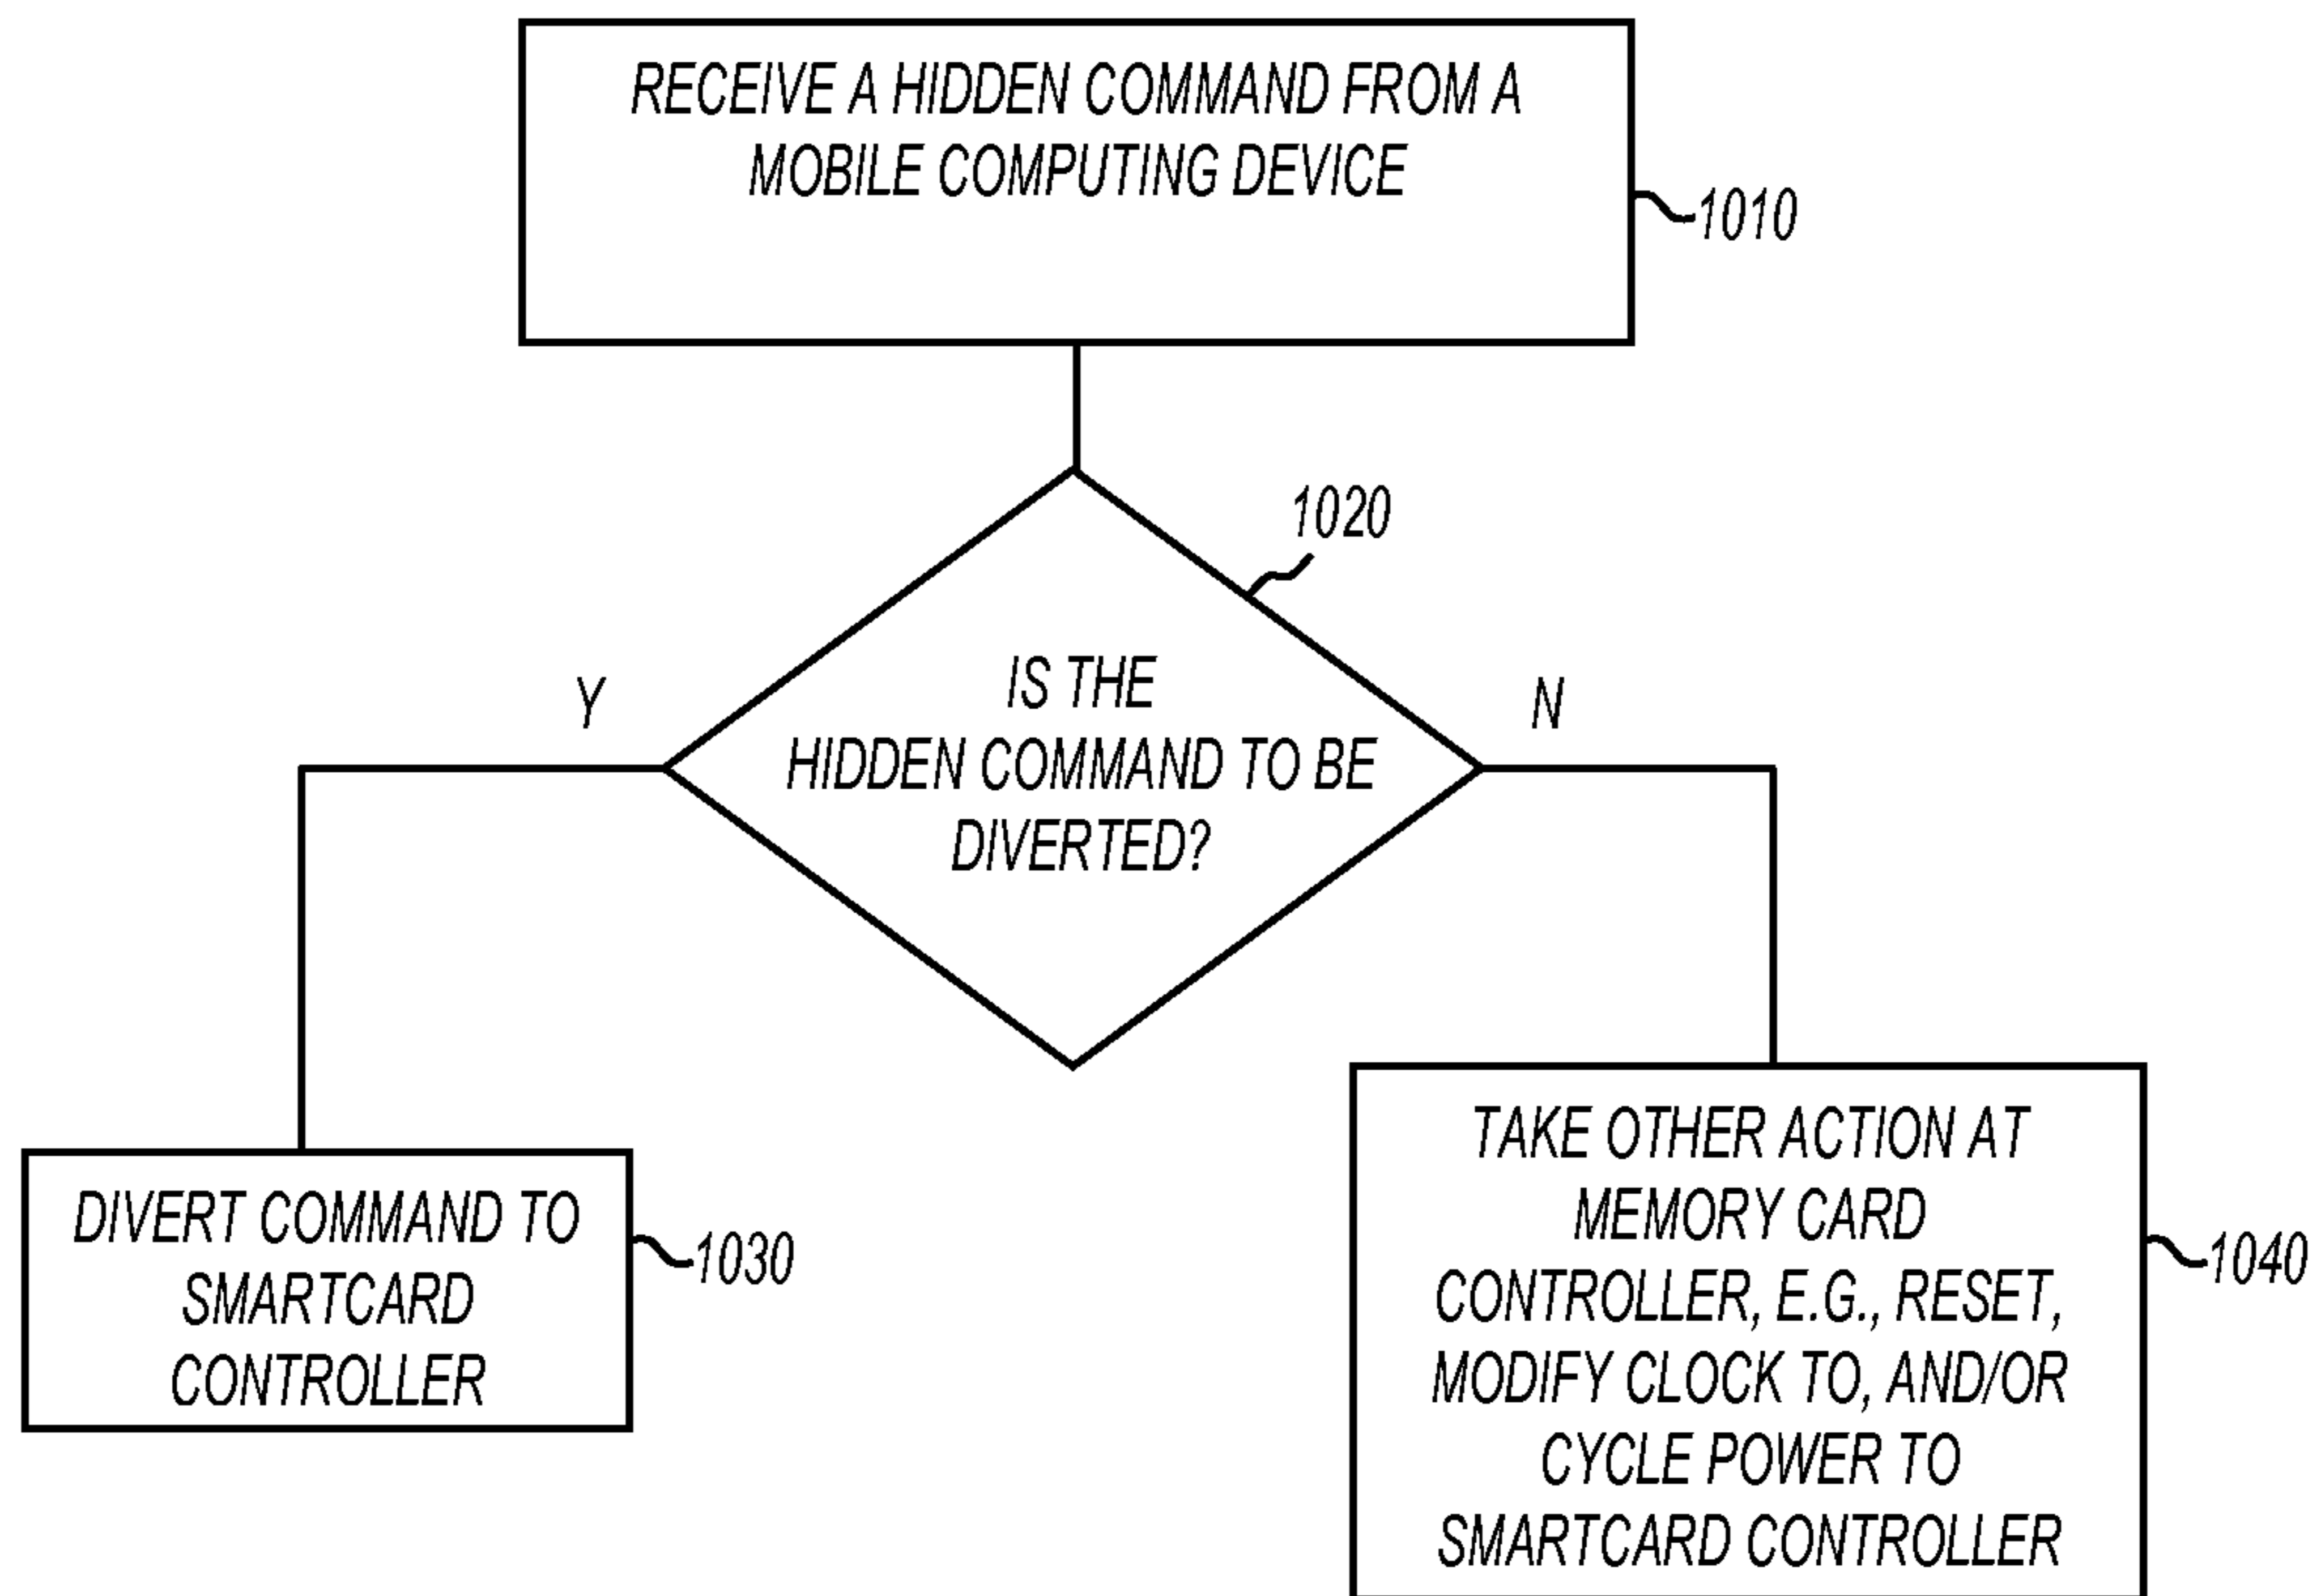 RECEIVE A HIDDEN COMMAND FROM A
MOBILE COMPUTING DEVICE
1010
1020
IS THE
HIDDEN COMMAND TO BE
DIVERTED?
Y
N
DIVERT COMMAND TO
SMARTCARD
CONTROLLER
1030
TAKE OTHER ACTION AT
MEMORY CARD
CONTROLLER, E.G., RESET,
MODIFY CLOCK TO, AND/OR
CYCLE POWER TO
SMARTCARD CONTROLLER
1040